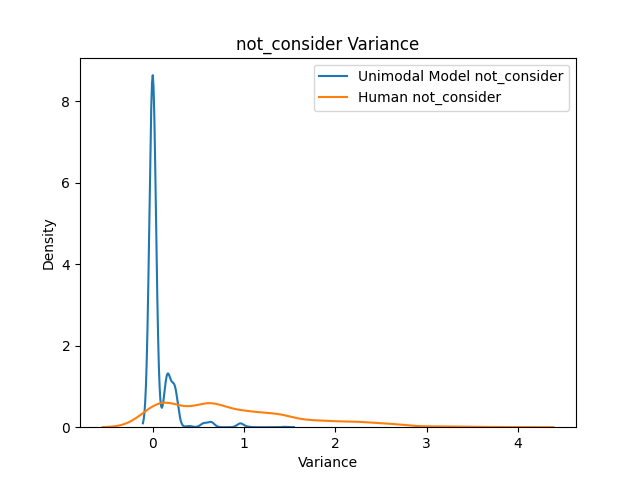 not_consider Variance
Unimodal Model not_consider
Human not_consider
8
6
4
2
0
Density
0 1 2 3 4
Variance